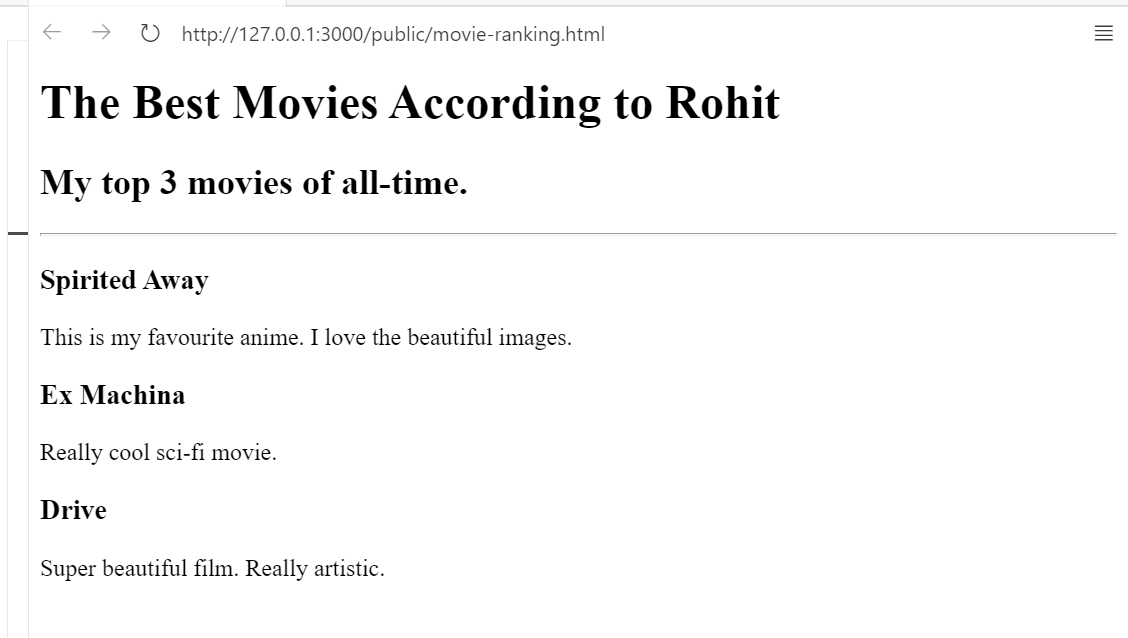 http://127.0.0.1:3000/public/movie-ranking.html
The Best Movies According to Rohit
My top 3 movies of all-time.
Spirited Away
This is my favourite anime. I love the beautiful images.
Ex Machina
Really cool sci-fi movie.
Drive
Super beautiful film. Really artistic.